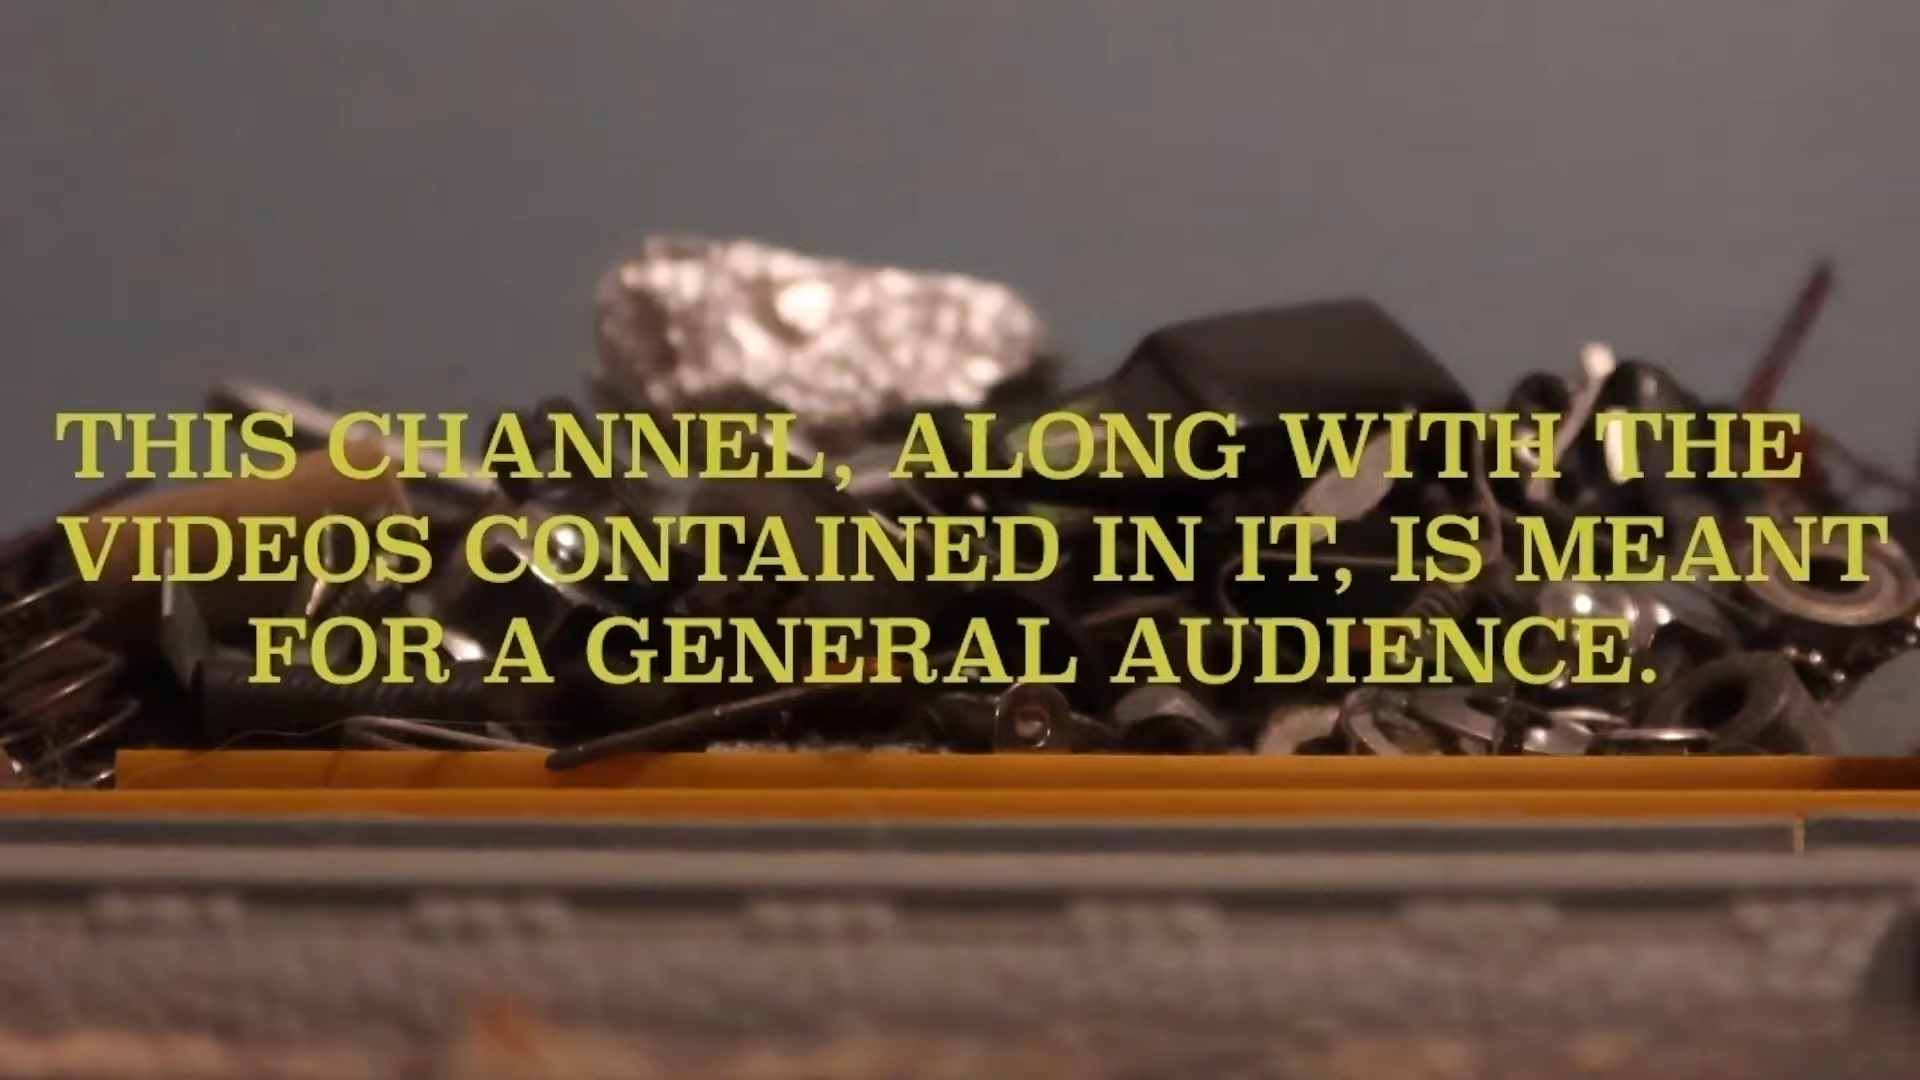 THIS CHANNEL, ALONG WITH THE
VIDEOS CONTAINED IN IT, IS MEANT
FOR A GENERAL AUDIENCE.